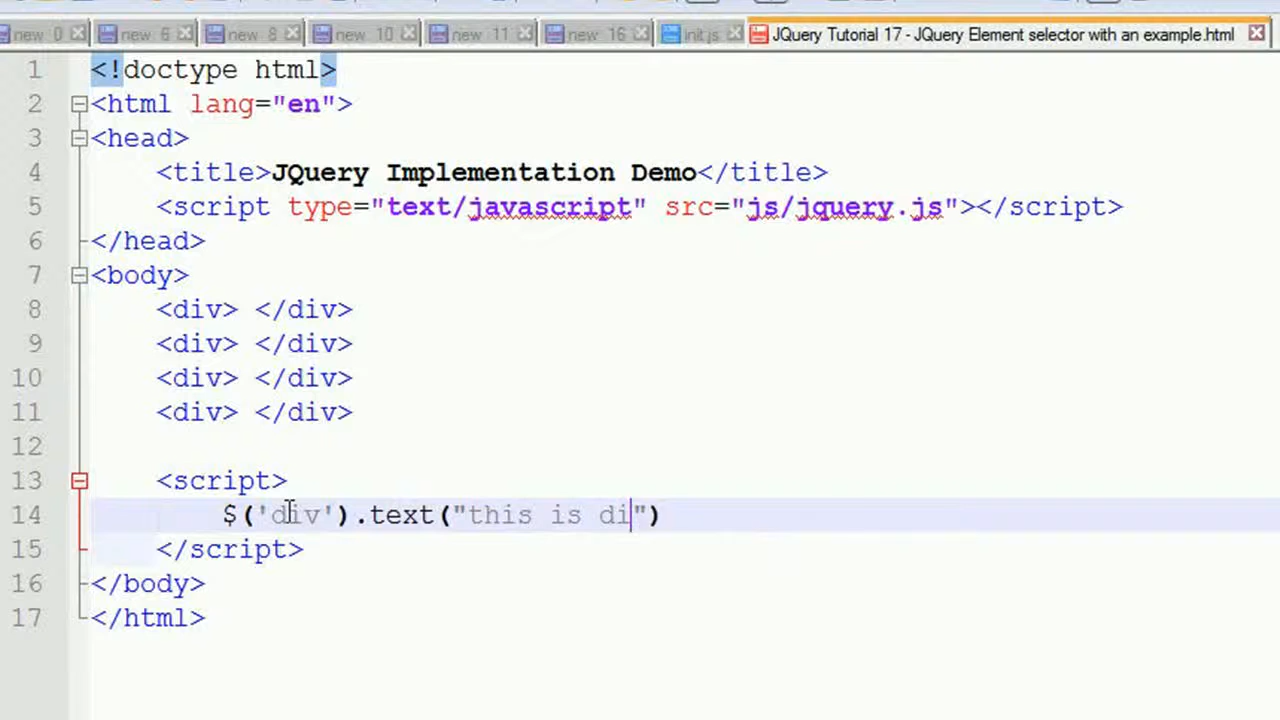 new 0 new 6 new 8 new 10 new 11 new 16 init.js JQuery Tutorial 17 - JQuery Element selector with an example.html
1 <!doctype html>
2 <html lang="en">
3 <head>
4 <title>JQuery Implementation Demo</title>
5 <script type="text/javascript" src="js/jquery.js"></script>
6 </head>
7 <body>
8 <div> </div>
9 <div> </div>
10 <div> </div>
11 <div> </div>
12
13 <script>
14 $('div').text("this is di")
15 </script>
16 </body>
17 </html>